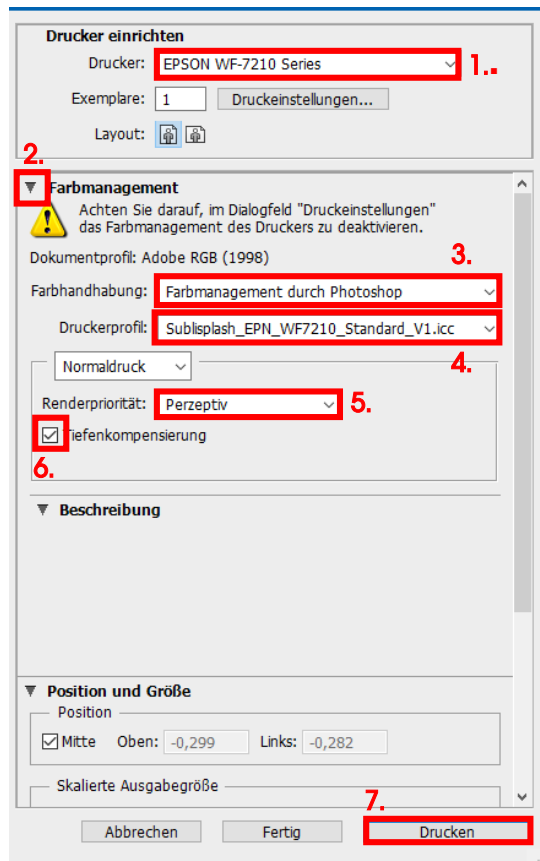 Drucker einrichten
Drucker: EPSON WF-7210 Series 1..
Exemplare: 1 Druckeinstellungen...
Layout:
2.
Farbmanagement
Achten Sie darauf, im Dialogfeld "Druckeinstellungen"
das Farbmanagement des Druckers zu deaktivieren.
Dokumentprofil: Adobe RGB (1998)
3.
Farbhandhabung: Farbmanagement durch Photoshop
Druckerprofil: Sublisplash_EPN_WF7210_Standard_V1.icc
4.
Normaldruck
Renderpriorität: Perzeptiv 5.
Tiefenkompensierung
6.
Beschreibung
Position und Größe
Position
Mitte Oben: -0,299 Links: -0,282
Skalierte Ausgabegröße
7.
Abbrechen Fertig Drucken